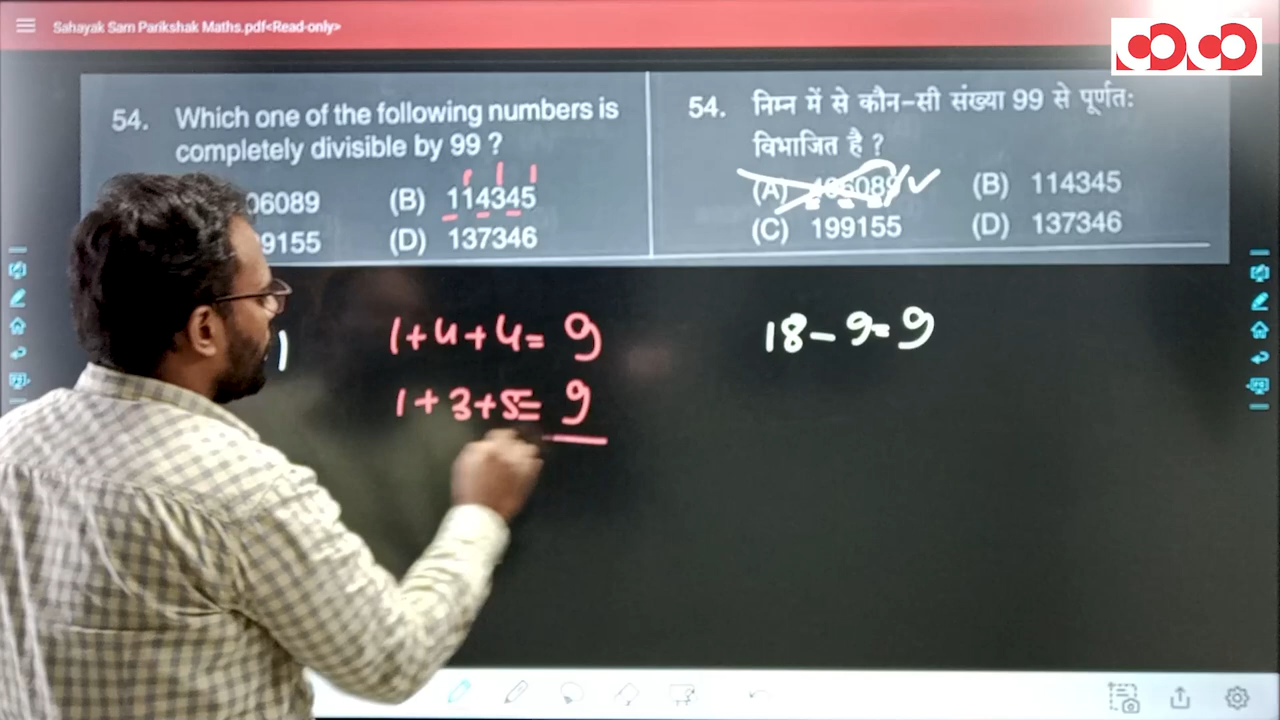 Sahayak Sam Parikshak Maths.pdf<Read-only>
54. Which one of the following numbers is
completely divisible by 99 ?
06089 (B) 114345
9155 (D) 137346
54. निम्न में से कौन-सी संख्या 99 से पूर्णत:
विभाजित है ?
(A) 406089 (B) 114345
(C) 199155 (D) 137346
1+4+4= 9
1+3+5= 9
18-9=9